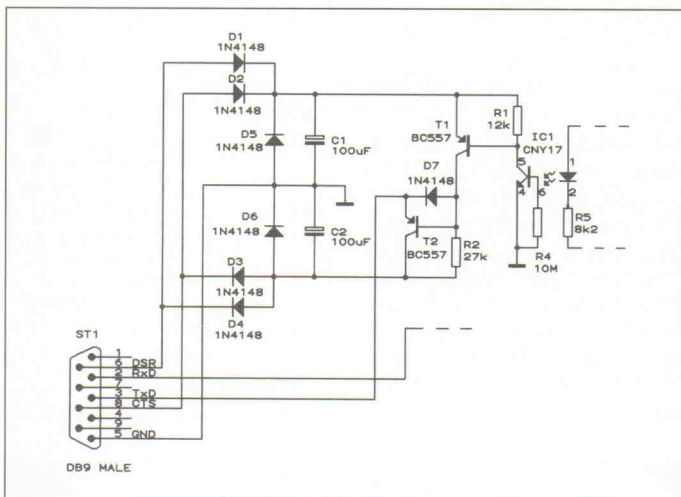 D1
1N4148
D2
1N4148
D5
1N4148
C1
100uF
T1
BC557
R1
12k
IC1
CNY17
5
4
6
1
2
D7
1N4148
D6
1N4148
C2
100uF
T2
BC557
R2
27k
R4
10M
R5
8k2
D3
1N4148
D4
1N4148
ST1
1
6 DSR
2 RxD
7
3 TxD
8 CTS
4
9
5 GND
DB9 MALE